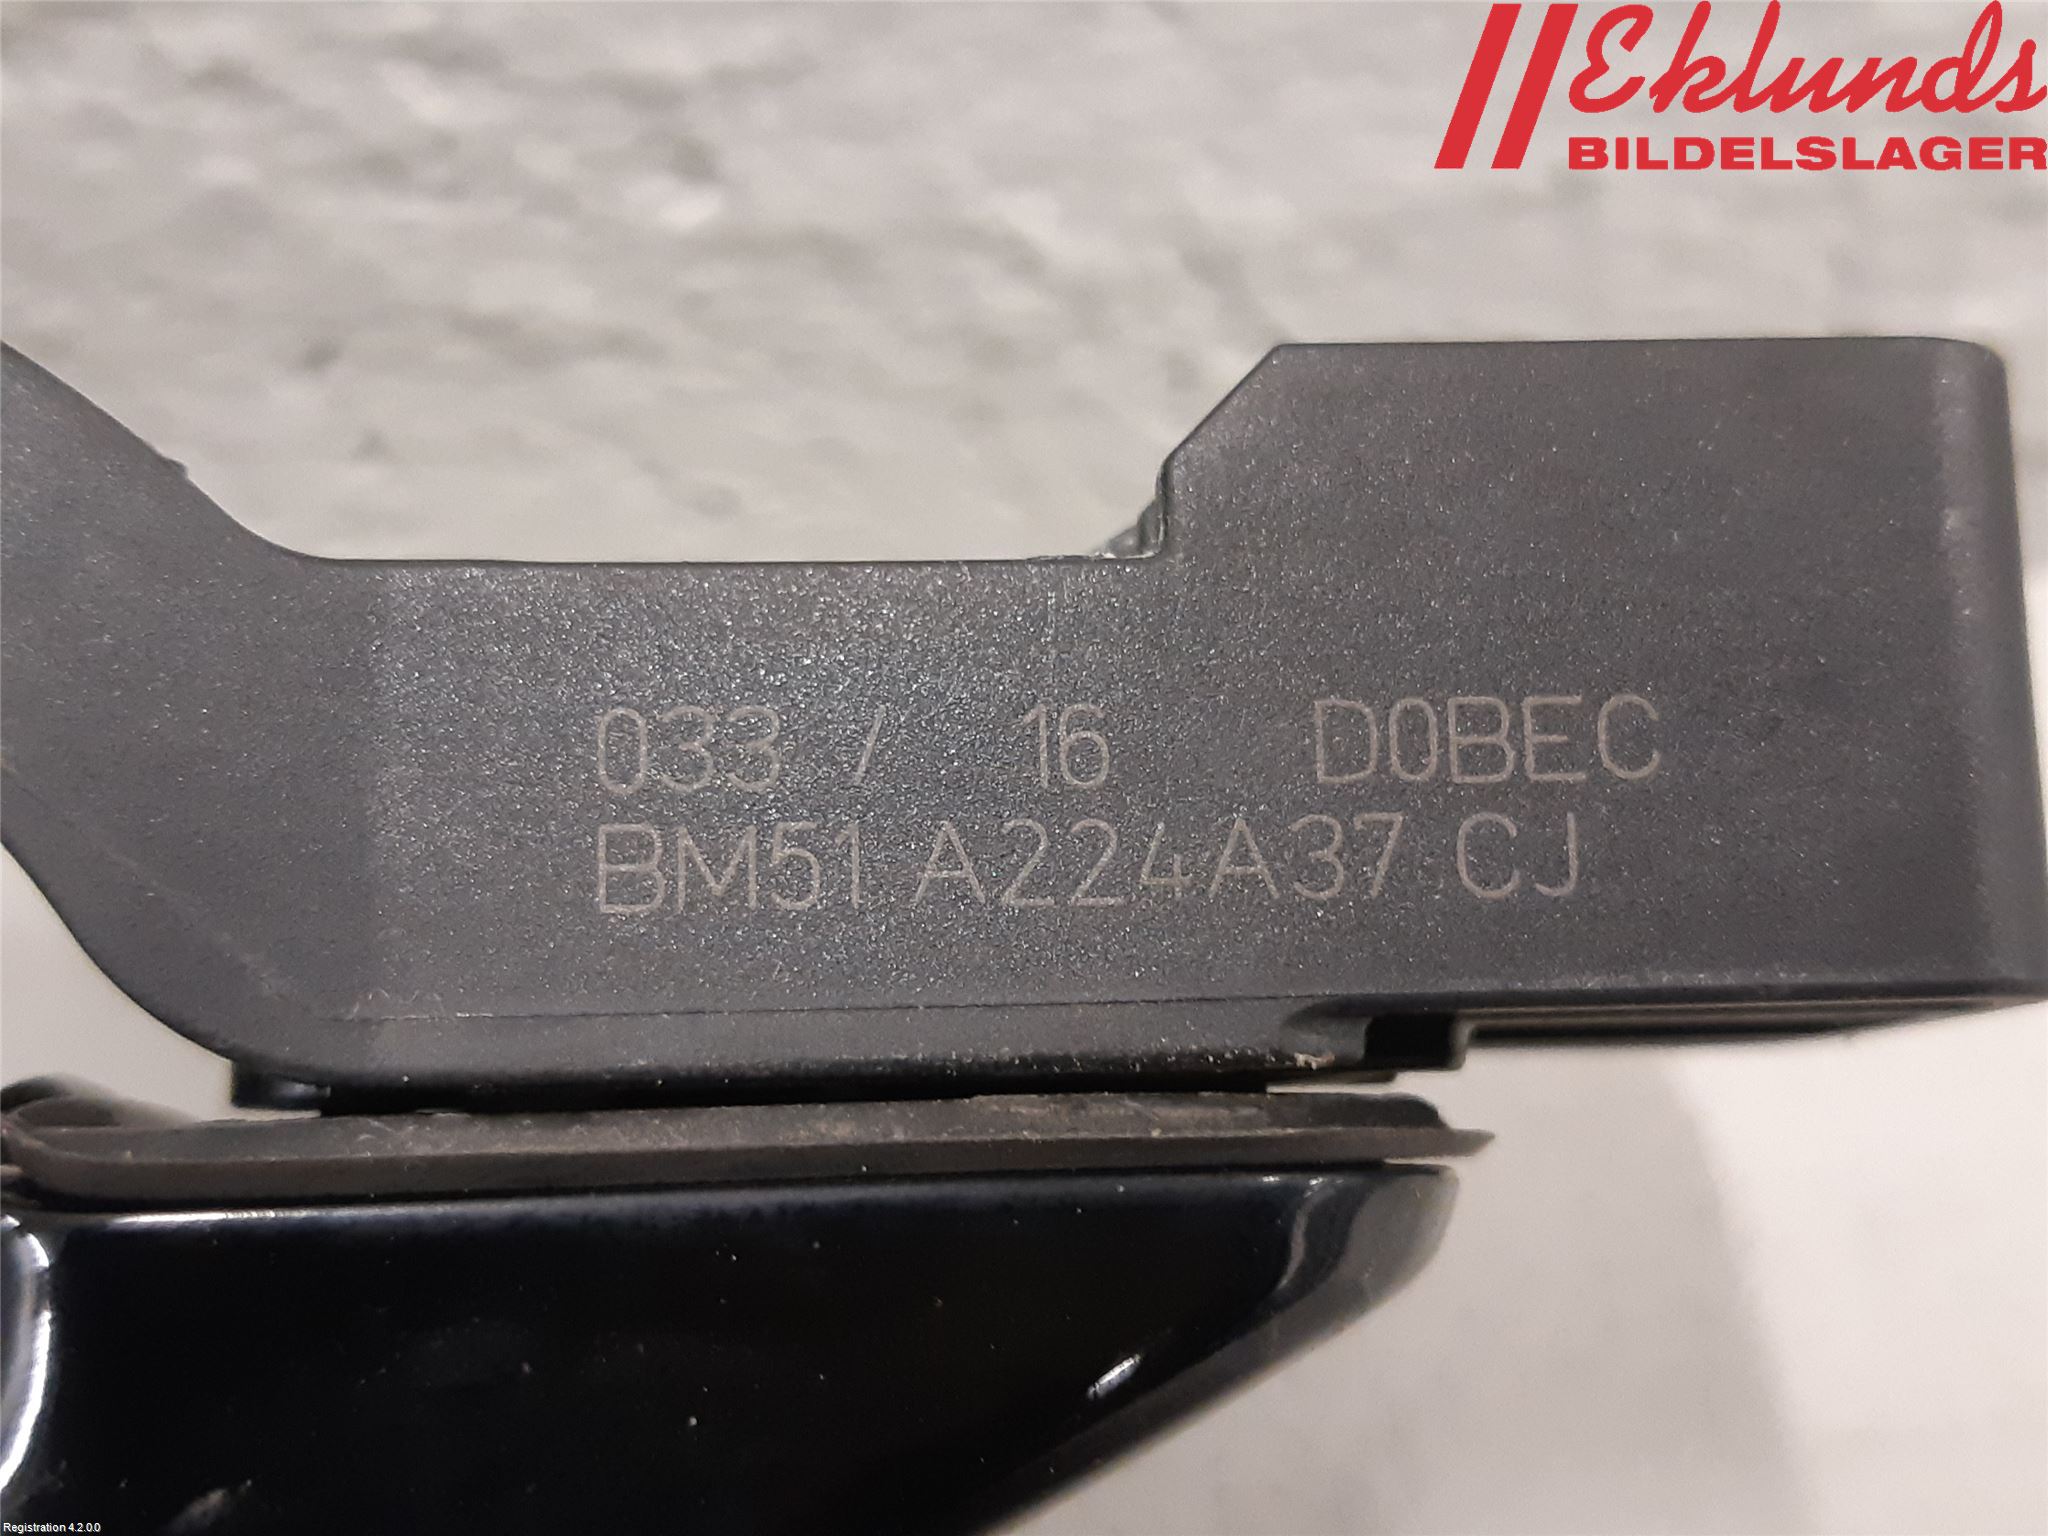 Eklunds
BILDELSLAGER
033 / 16 D0BEC
BM51 A224A37 CJ
Registration 4.2.0.0